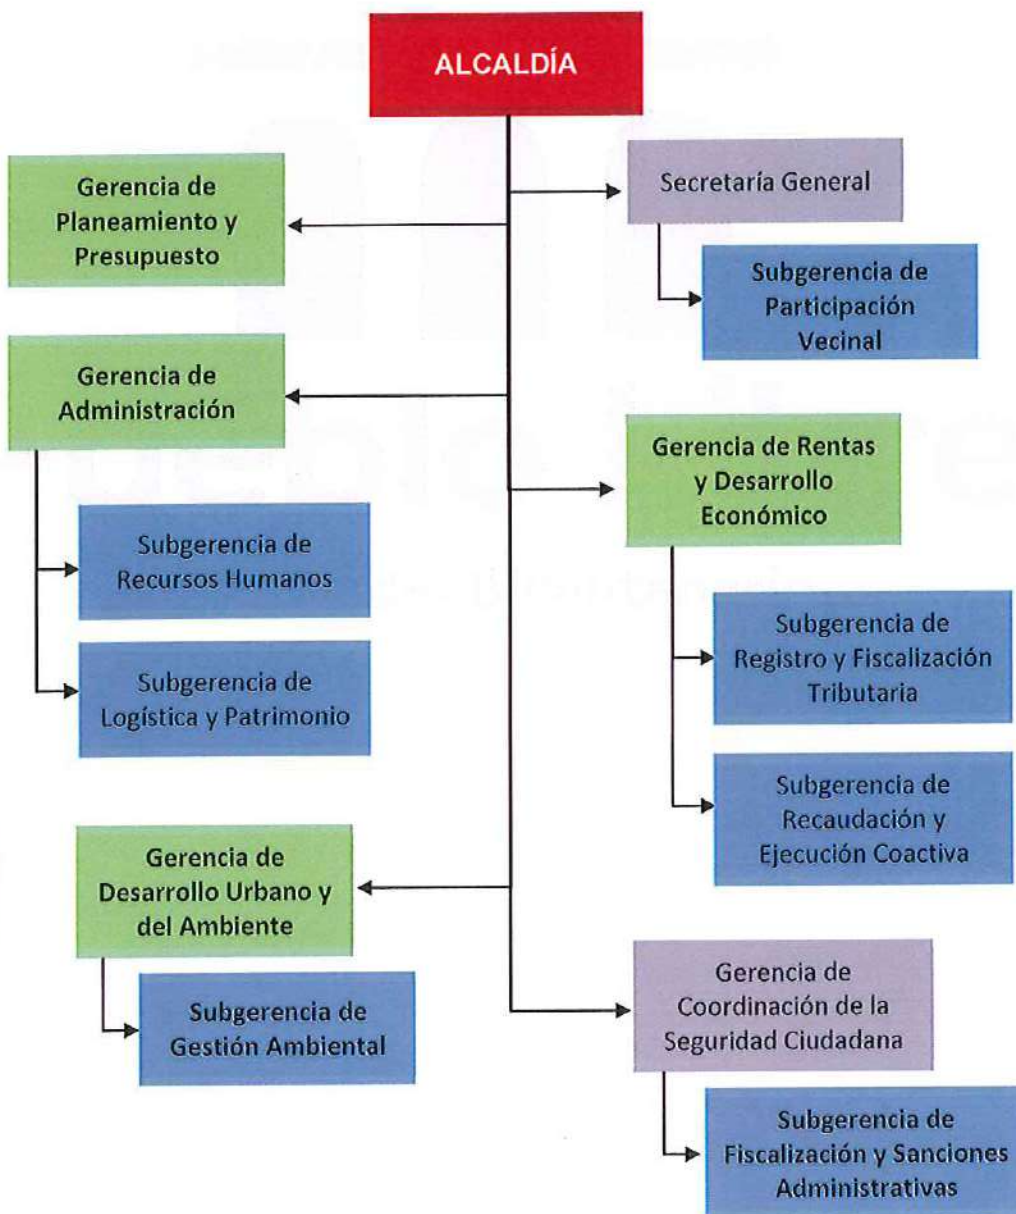 ALCALDÍA
Gerencia de
Planeamiento y
Presupuesto
Secretaría General
Subgerencia de
Participación
Vecinal
Gerencia de
Administración
Subgerencia de
Recursos Humanos
Subgerencia de
Logística y Patrimonio
Gerencia de Rentas
y Desarrollo
Económico
Subgerencia de
Registro y Fiscalización
Tributaria
Subgerencia de
Recaudación y
Ejecución Coactiva
Gerencia de
Desarrollo Urbano y
del Ambiente
Subgerencia de
Gestión Ambiental
Gerencia de
Coordinación de la
Seguridad Ciudadana
Subgerencia de
Fiscalización y Sanciones
Administrativas